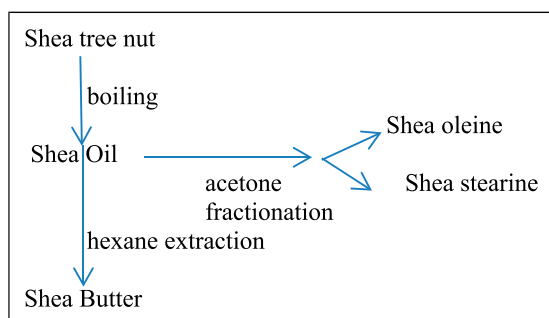 Shea tree nut
boiling
Shea oleine
Shea Oil
acetone
Shea stearine
fractionation
hexane extraction
Shea Butter